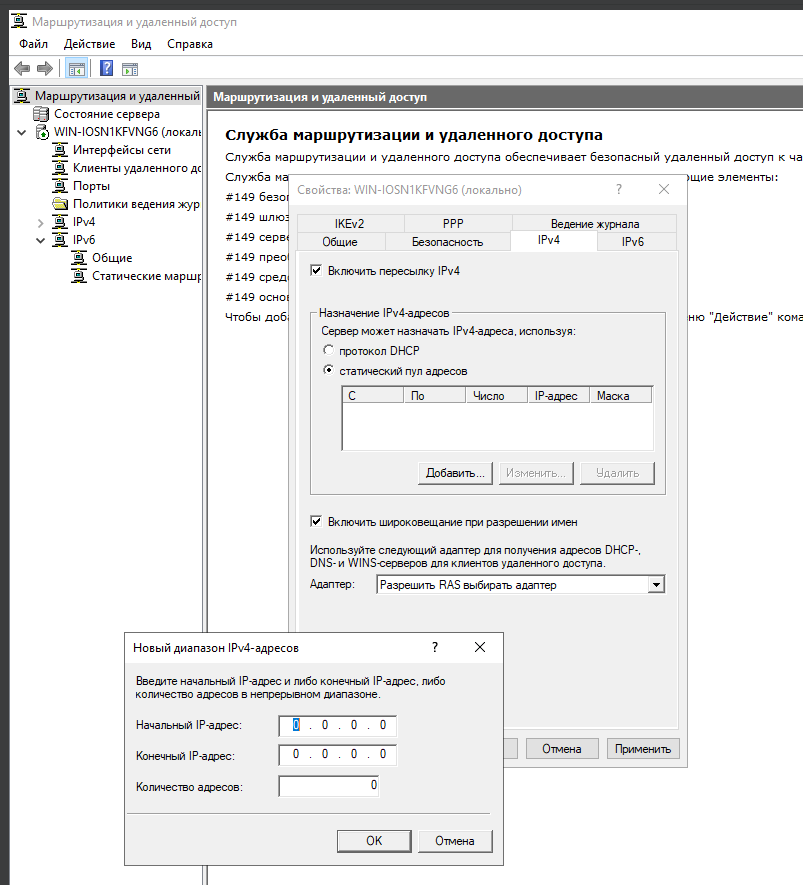 Маршрутизация и удаленный доступ
Файл Действие Вид Справка
Маршрутизация и удаленный
Состояние сервера
WIN-IOSN1KFVNG6 (локаль
Интерфейсы сети
Клиенты удаленного дс
Порты
Политики ведения жур
IPv4
IPv6
Общие
Статические маршр
Маршрутизация и удаленный доступ
Служба маршрутизации и удаленного доступа
Служба маршрутизации и удаленного доступа обеспечивает безопасный удаленный доступ к ча
Служба ма
ющие элементы:
#149 безо
#149 шлюз
#149 серве
#149 преоб
#149 средс
#149 основ
Чтобы доба
ню "Действие" кома
Свойства: WIN-IOSN1KFVNG6 (локально) ?
IKEv2 PPP Ведение журнала
Общие Безопасность IPv4 IPv6
Включить пересылку IPv4
Назначение IPv4-адресов
Сервер может назначать IPv4-адреса, используя:
протокол DHCP
статический пул адресов
С По Число IP-адрес Маска
Добавить... Изменить... Удалить
Включить широковещание при разрешении имен
Используйте следующий адаптер для получения адресов DHCP-,
DNS- и WINS-серверов для клиентов удаленного доступа.
Адаптер: Разрешить RAS выбирать адаптер
Отмена Применить
Новый диапазон IPv4-адресов ?
Введите начальный IP-адрес и либо конечный IP-адрес, либо
количество адресов в непрерывном диапазоне.
Начальный IP-адрес: 0 . 0 . 0 . 0
Конечный IP-адрес: 0 . 0 . 0 . 0
Количество адресов: 0
OK Отмена